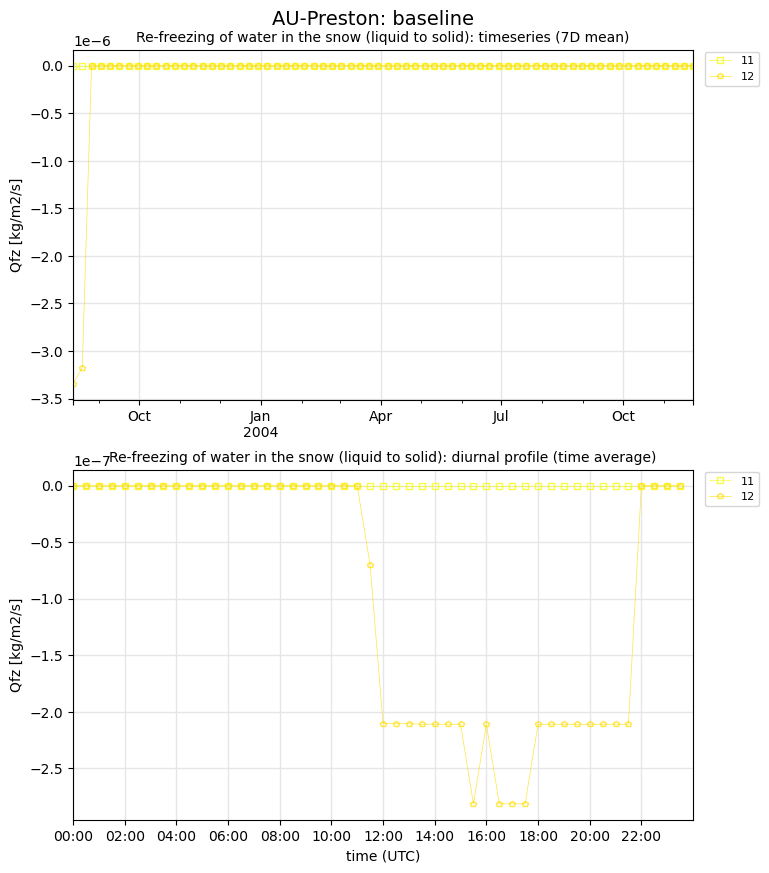 AU-Preston: baseline
Re-freezing of water in the snow (liquid to solid): timeseries (7D mean)
1e−6
11
12
0.0
−0.5
−1.0
−1.5
−2.0
−2.5
−3.0
−3.5
Qfz [kg/m2/s]
Oct
Jan
2004
Apr
Jul
Oct
Re-freezing of water in the snow (liquid to solid): diurnal profile (time average)
1e−7
11
12
0.0
−0.5
−1.0
−1.5
−2.0
−2.5
Qfz [kg/m2/s]
00:00 02:00 04:00 06:00 08:00 10:00 12:00 14:00 16:00 18:00 20:00 22:00
time (UTC)